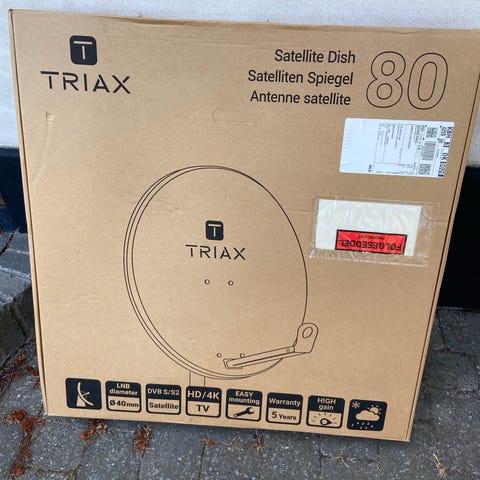 T
TRIAX
Satellite Dish
Satelliten Spiegel
Antenne satellite
80
FØLGESEDDEL
T
TRIAX
LNB
diameter
Ø40mm
DVB S/S2
Satellite
HD/4K
TV
EASY
mounting
Warranty
5 Years
HIGH
gain